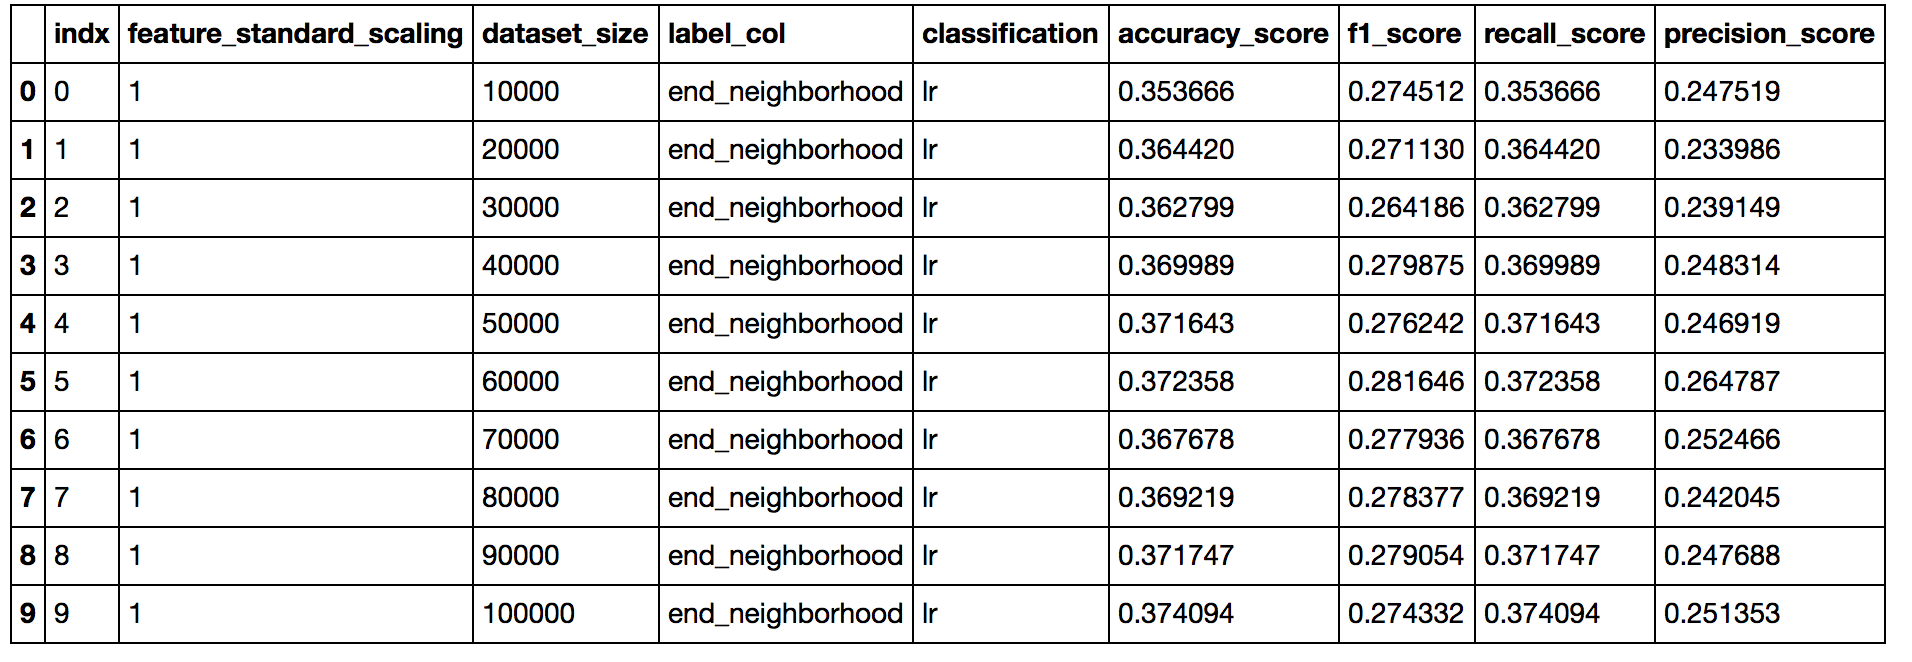 indx feature_standard_scaling dataset_size label_col classification accuracy_score f1_score recall_score precision_score
0 0 1 10000 end_neighborhood lr 0.353666 0.274512 0.353666 0.247519
1 1 1 20000 end_neighborhood lr 0.364420 0.271130 0.364420 0.233986
2 2 1 30000 end_neighborhood lr 0.362799 0.264186 0.362799 0.239149
3 3 1 40000 end_neighborhood lr 0.369989 0.279875 0.369989 0.248314
4 4 1 50000 end_neighborhood lr 0.371643 0.276242 0.371643 0.246919
5 5 1 60000 end_neighborhood lr 0.372358 0.281646 0.372358 0.264787
6 6 1 70000 end_neighborhood lr 0.367678 0.277936 0.367678 0.252466
7 7 1 80000 end_neighborhood lr 0.369219 0.278377 0.369219 0.242045
8 8 1 90000 end_neighborhood lr 0.371747 0.279054 0.371747 0.247688
9 9 1 100000 end_neighborhood lr 0.374094 0.274332 0.374094 0.251353